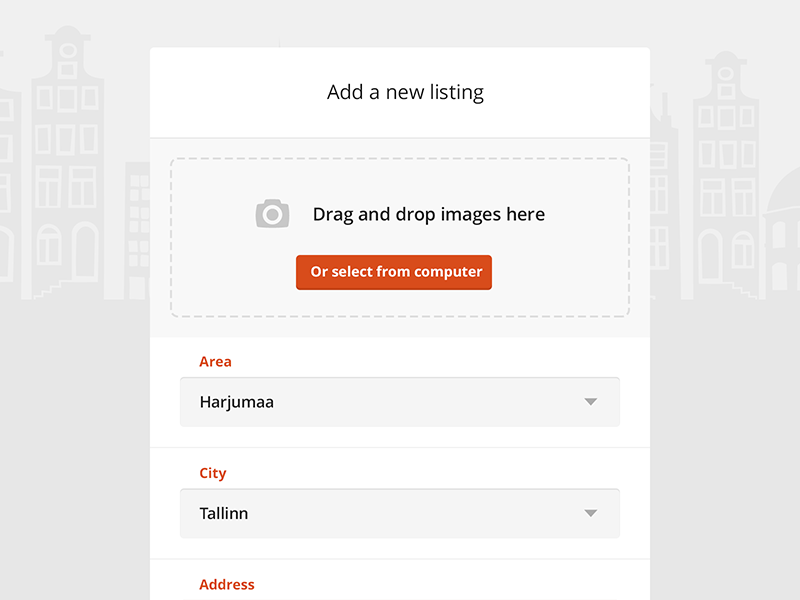 Add a new listing
Drag and drop images here
Or select from computer
Area
Harjumaa
City
Tallinn
Address